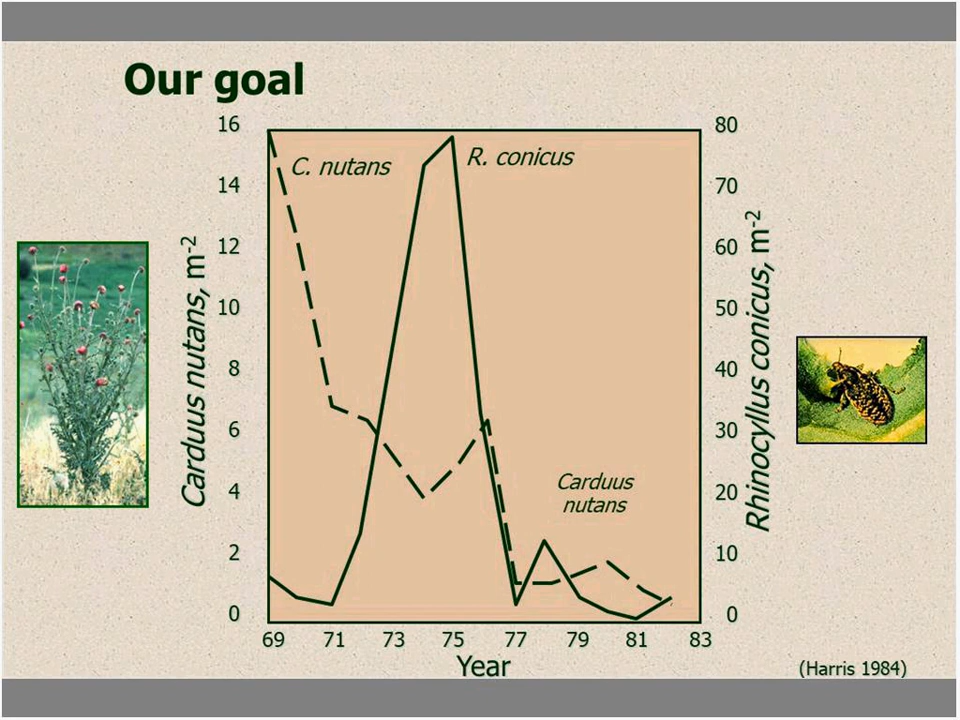 Our goal
16
14
12
10
8
6
4
2
0
Carduus nutans, m-2
C. nutans
R. conicus
Carduus
nutans
80
70
60
50
40
30
20
10
0
Rhinocyllus conicus, m-2
69 71 73 75 77 79 81 83
Year
(Harris 1984)